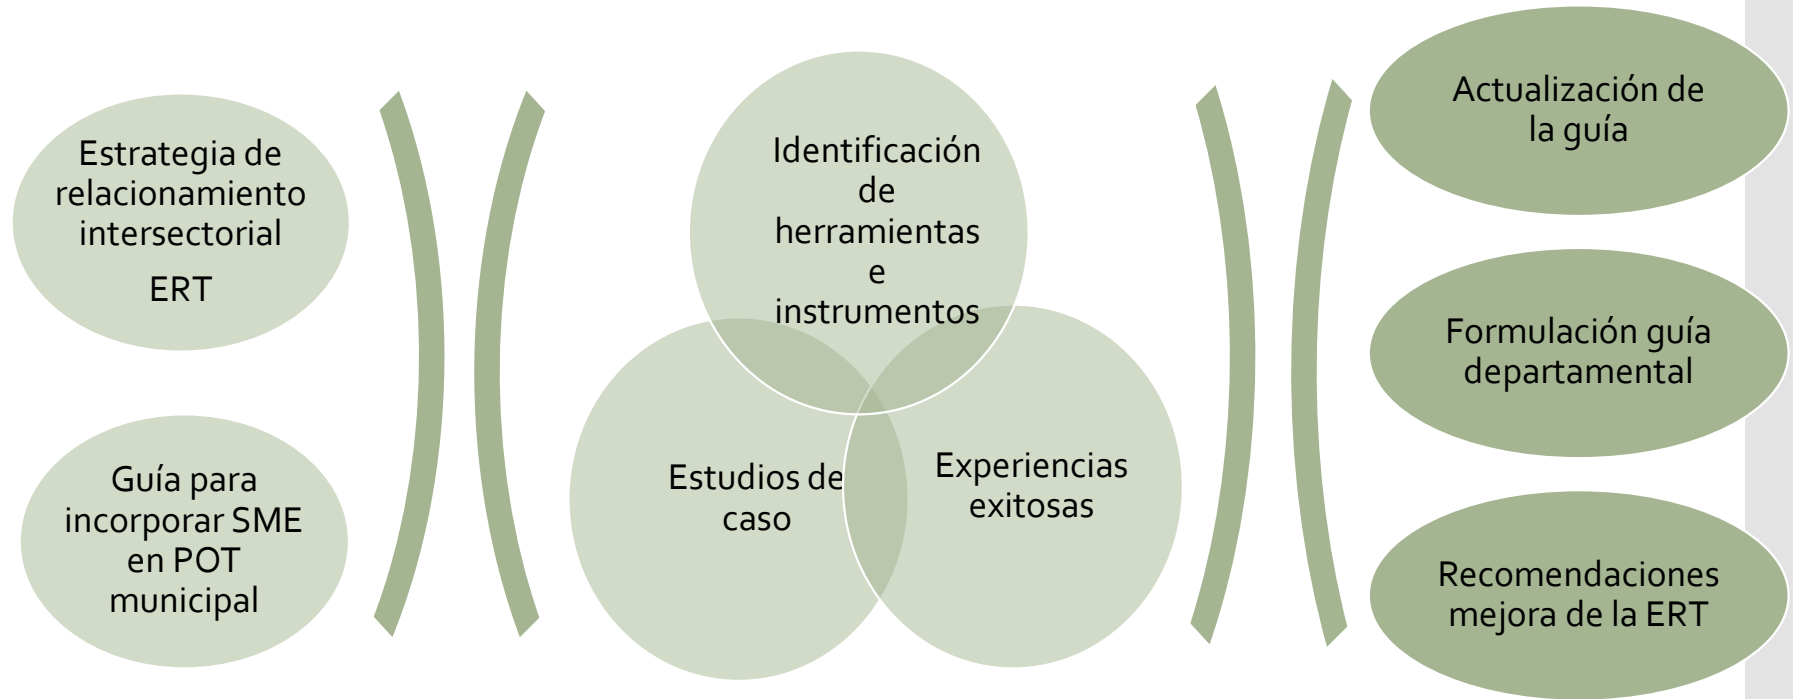 Estrategia de
relacionamiento
intersectorial
ERT
Guía para
incorporar SME
en POT
municipal
Identificación
de
herramientas
e
instrumentos
Estudios de
caso
Experiencias
exitosas
Actualización de
la guía
Formulación guía
departamental
Recomendaciones
mejora de la ERT